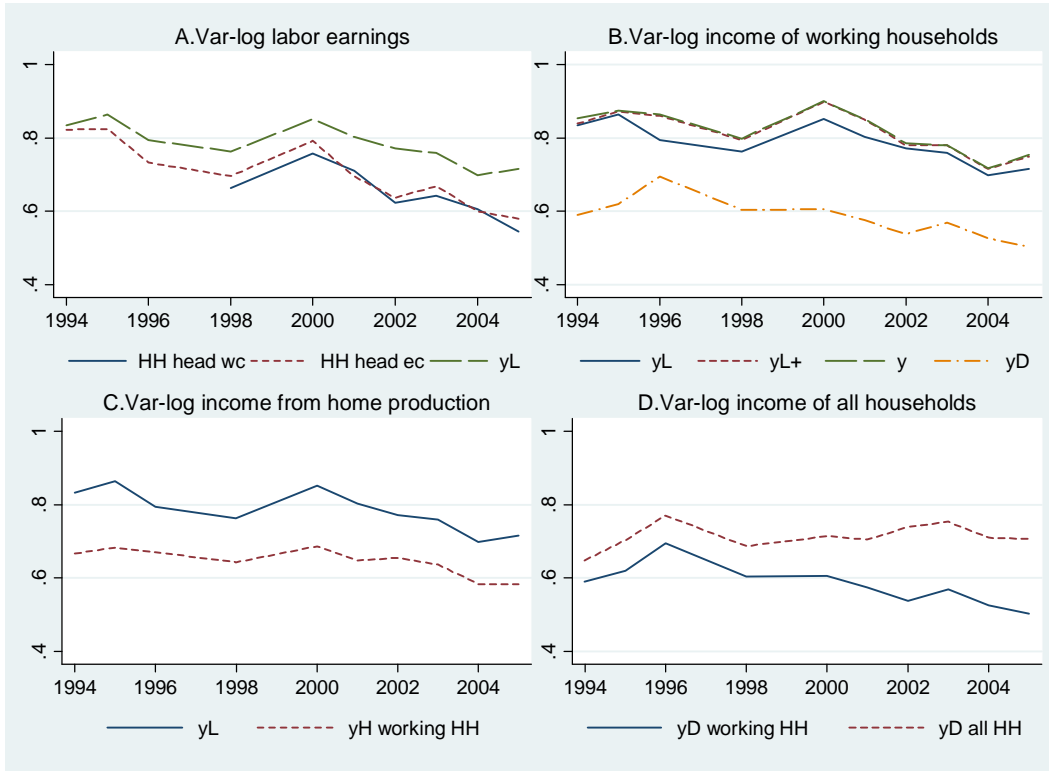 A.Var-log labor earnings
1
.8
.6
.4
1994 1996 1998 2000 2002 2004
HH head wc HH head ec yL
B.Var-log income of working households
1
.8
.6
.4
1994 1996 1998 2000 2002 2004
yL yL+ y yD
C.Var-log income from home production
1
.8
.6
.4
1994 1996 1998 2000 2002 2004
yL yH working HH
D.Var-log income of all households
1
.8
.6
.4
1994 1996 1998 2000 2002 2004
yD working HH yD all HH